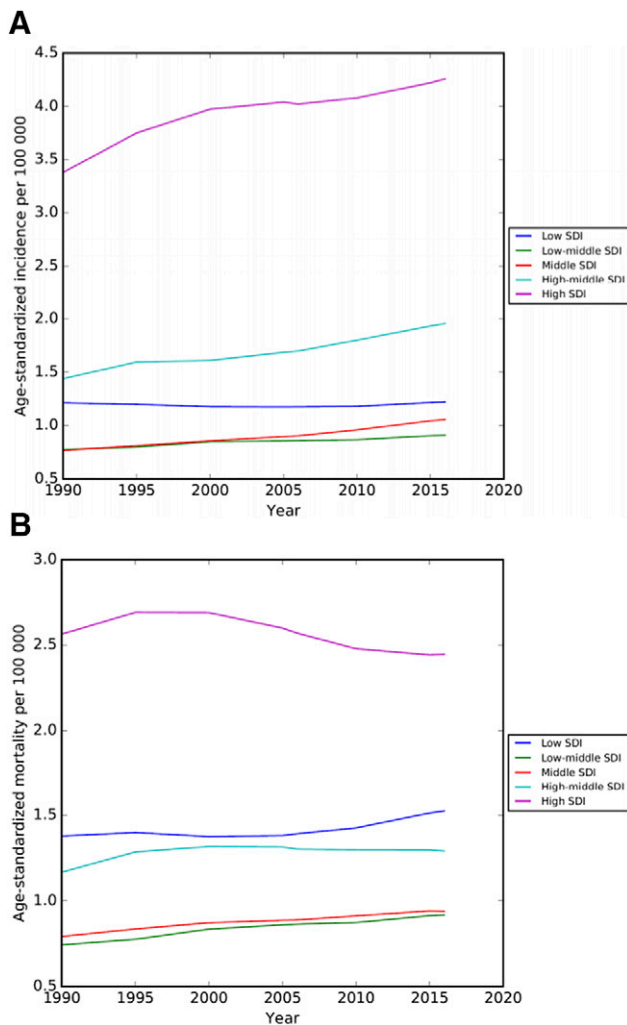 A
Age-standardized incidence per 100 000
4.5
4.0
3.5
3.0
2.5
2.0
1.5
1.0
0.5
1990 1995 2000 2005 2010 2015 2020
Year
Low SDI
Low-middle SDI
Middle SDI
High-middle SDI
High SDI
B
Age-standardized mortality per 100 000
3.0
2.5
2.0
1.5
1.0
0.5
1990 1995 2000 2005 2010 2015 2020
Year
Low SDI
Low-middle SDI
Middle SDI
High-middle SDI
High SDI